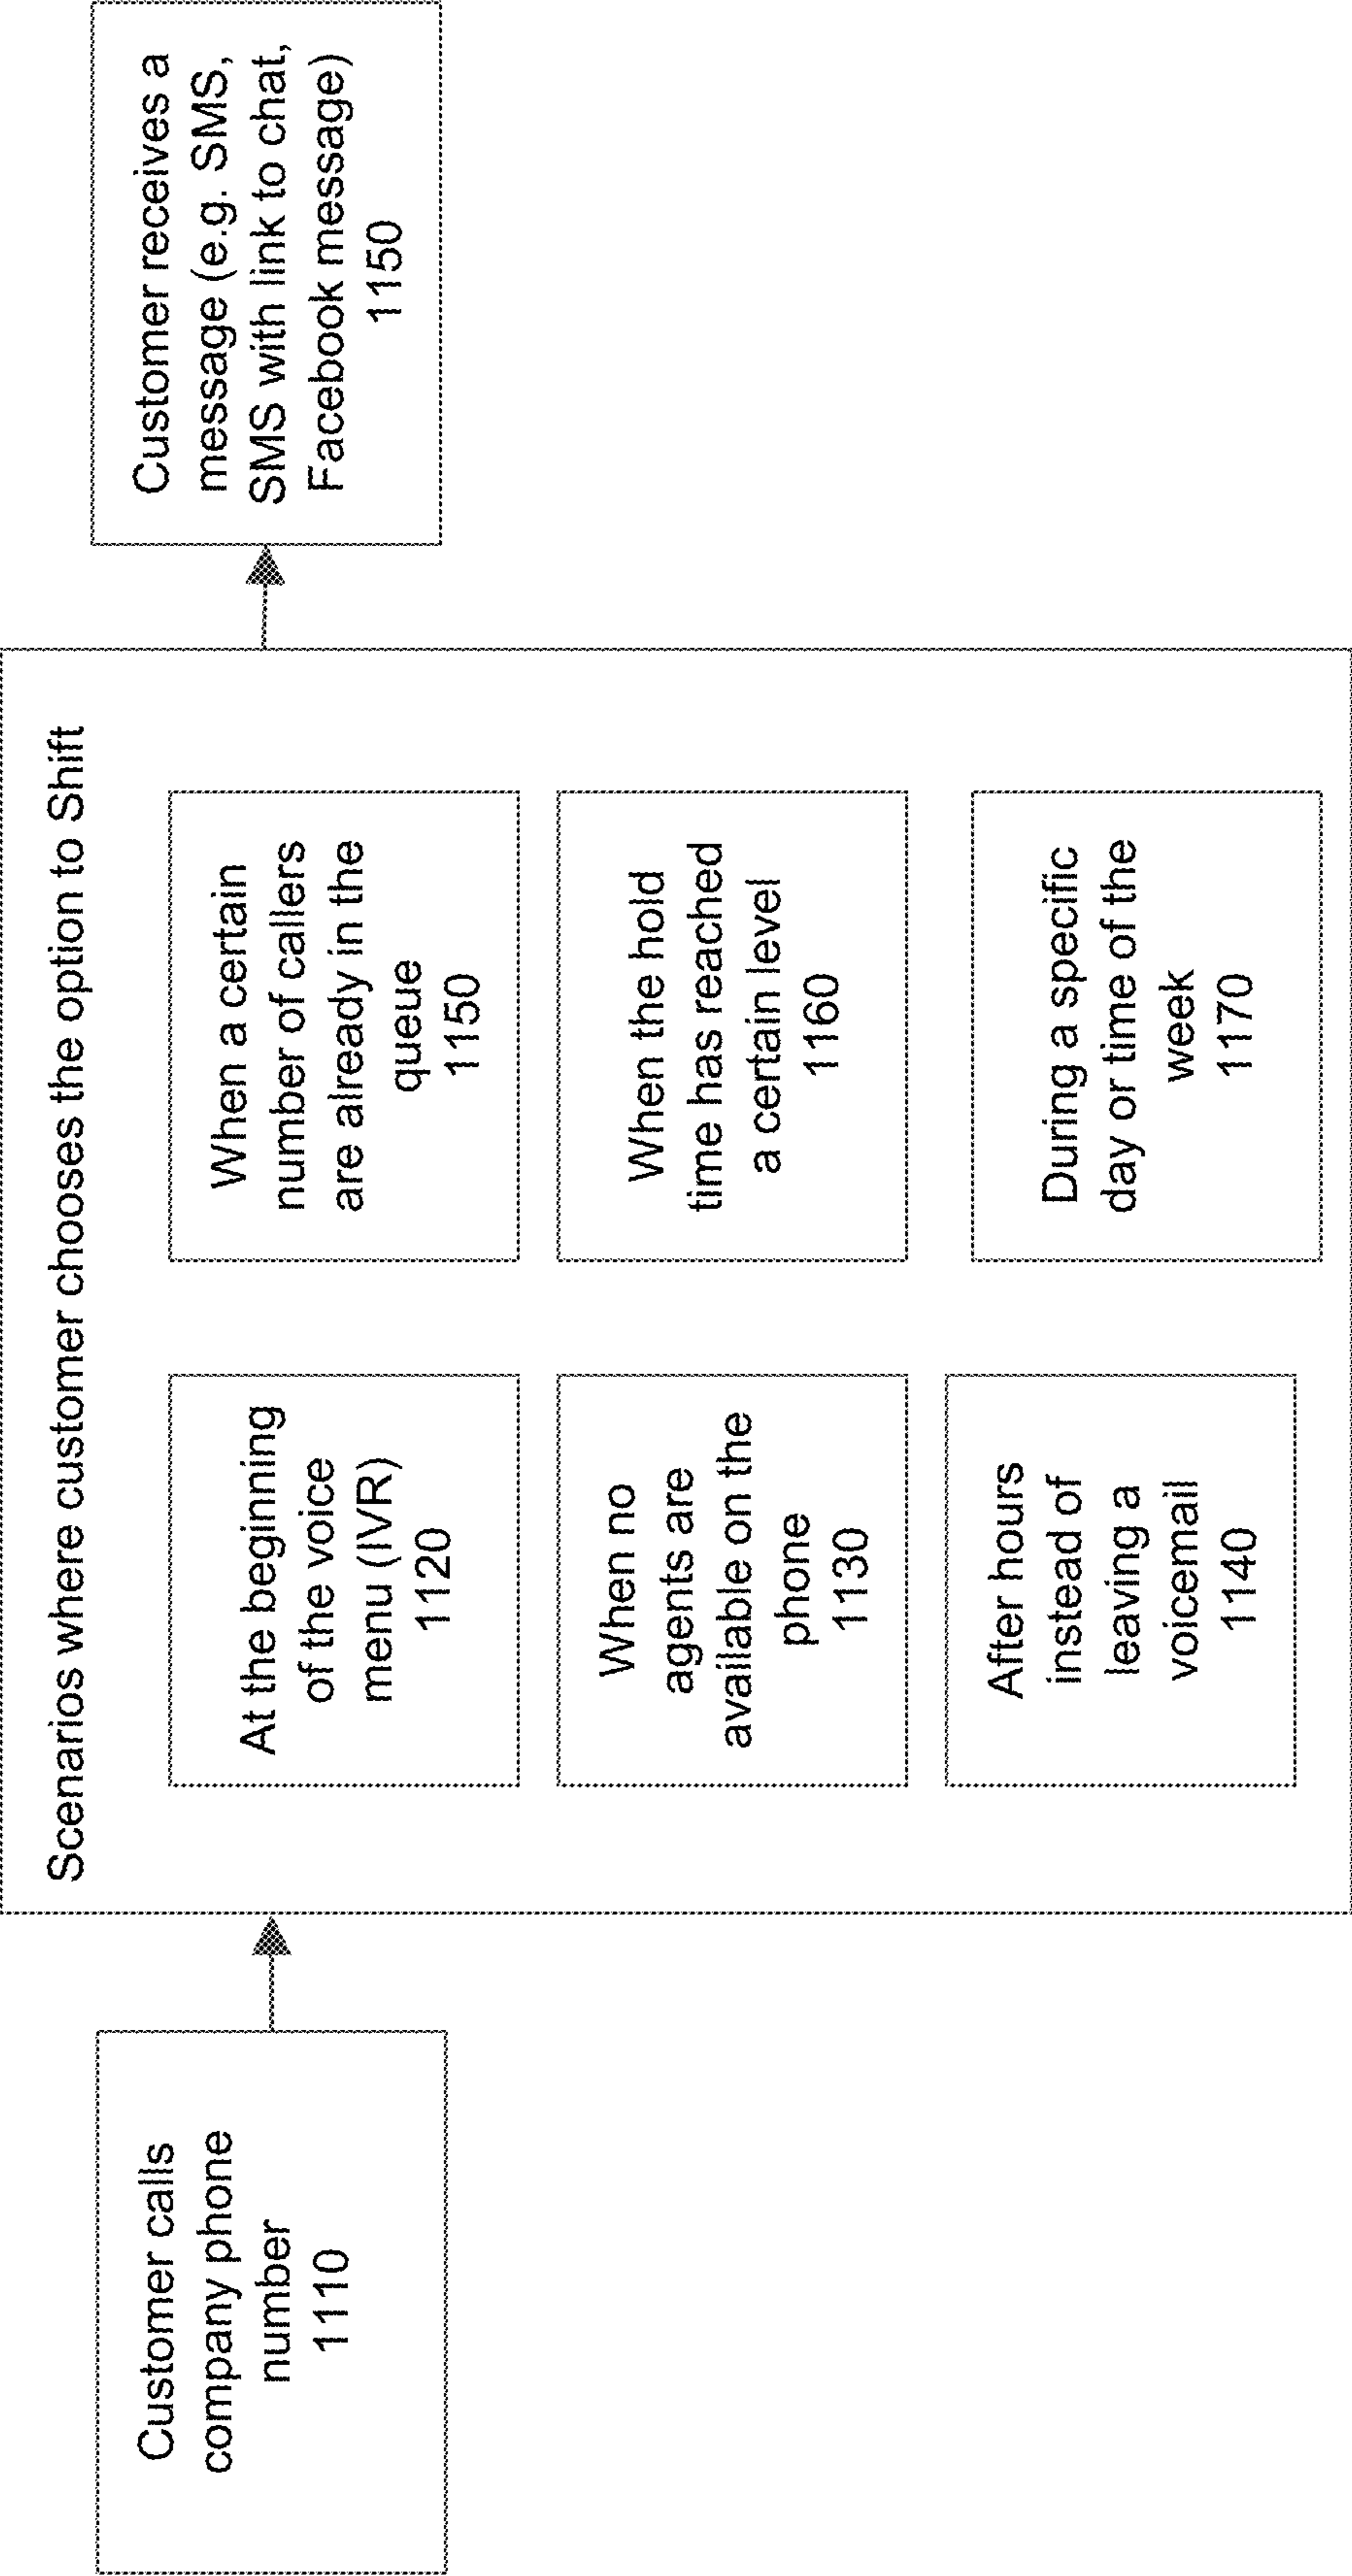 Customer calls
company phone
number
1110
Scenarios where customer chooses the option to Shift
At the beginning
of the voice
menu (IVR)
1120
When no
agents are
available on the
phone
1130
After hours
instead of
leaving a
voicemail
1140
When a certain
number of callers
are already in the
queue
1150
When the hold
time has reached
a certain level
1160
During a specific
day or time of the
week
1170
Customer receives a
message (e.g. SMS,
SMS with link to chat,
Facebook message)
1150